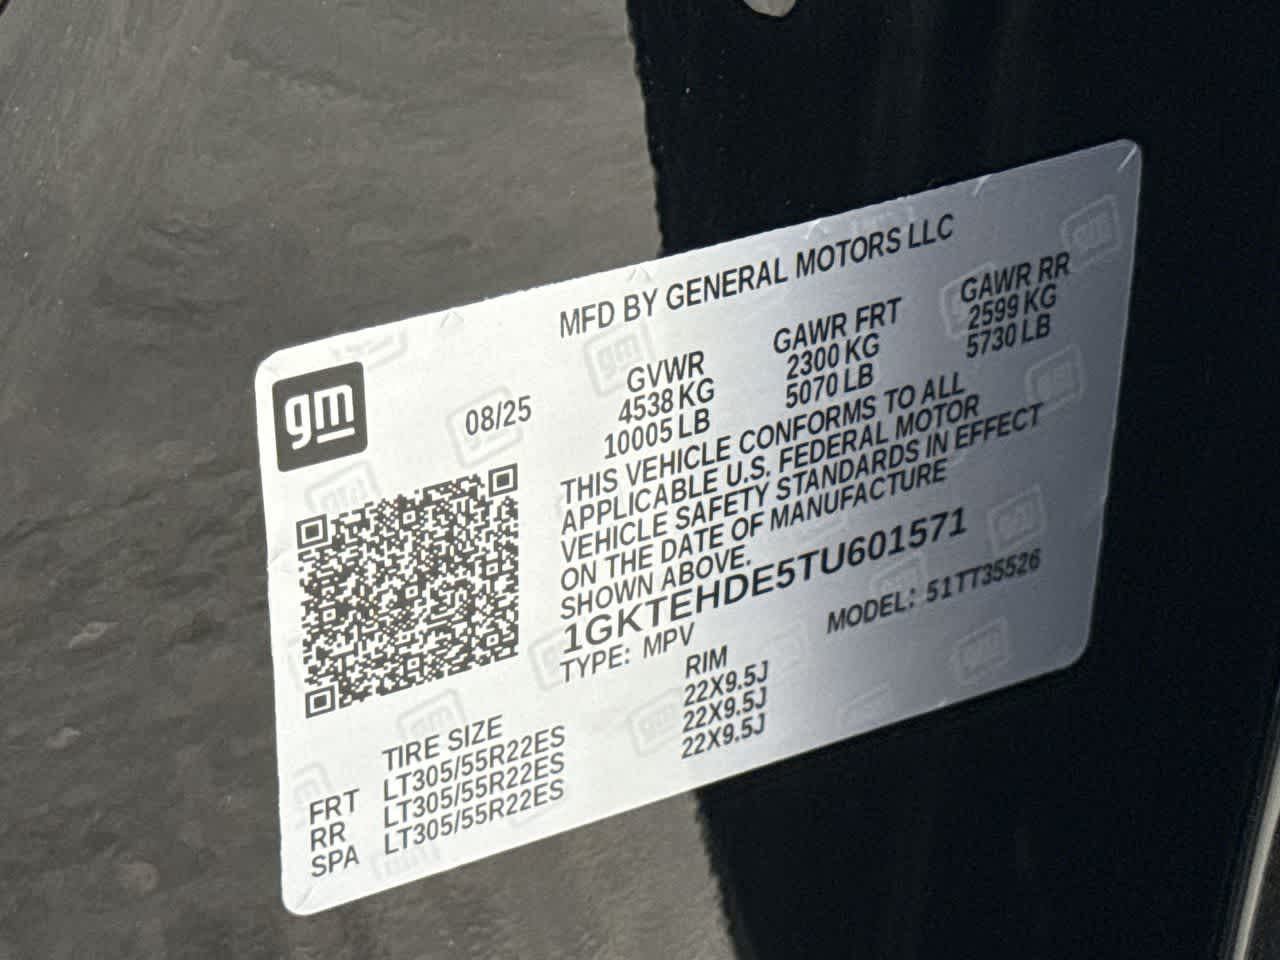 MFD BY GENERAL MOTORS LLC
gm
08/25
GVWR GAWR FRT GAWR RR
4538 KG 2300 KG 2599 KG
10005 LB 5070 LB 5730 LB
THIS VEHICLE CONFORMS TO ALL
APPLICABLE U.S. FEDERAL MOTOR
VEHICLE SAFETY STANDARDS IN EFFECT
ON THE DATE OF MANUFACTURE
SHOWN ABOVE.
1GKTEHDE5TU601571
TYPE: MPV MODEL: 51TT35526
TIRE SIZE RIM
FRT LT305/55R22ES 22X9.5J
RR LT305/55R22ES 22X9.5J
SPA LT305/55R22ES 22X9.5J